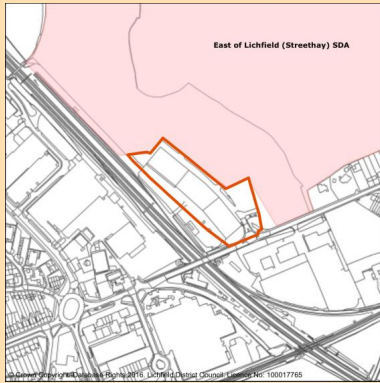 East of Lichfield (Streethay) SDA
© Crown Copyright Database Rights 2016. Lichfield District Council. Licence No: 100017765